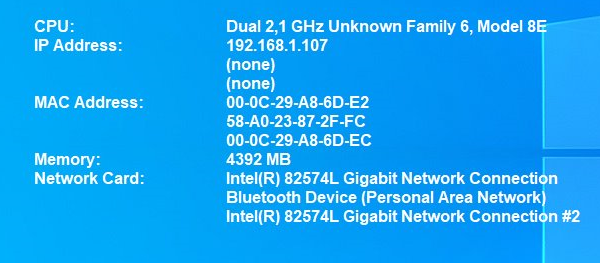 CPU: Dual 2,1 GHz Unknown Family 6, Model 8E
IP Address: 192.168.1.107
(none)
(none)
MAC Address: 00-0C-29-A8-6D-E2
58-A0-23-87-2F-FC
00-0C-29-A8-6D-EC
Memory: 4392 MB
Network Card: Intel(R) 82574L Gigabit Network Connection
Bluetooth Device (Personal Area Network)
Intel(R) 82574L Gigabit Network Connection #2